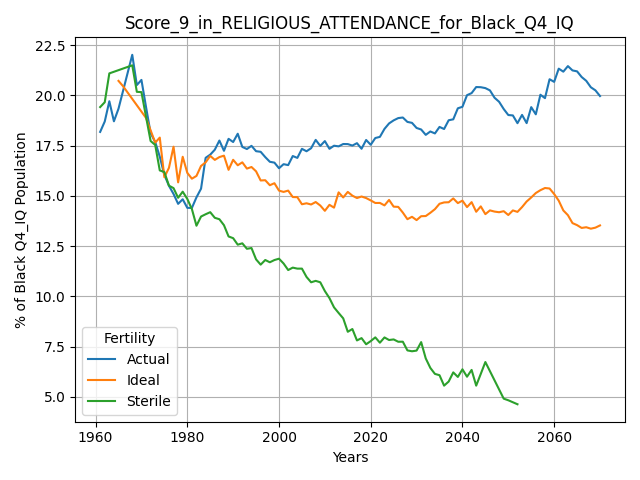 Score_9_in_RELIGIOUS_ATTENDANCE_for_Black_Q4_IQ
% of Black Q4_IQ Population
22.5
20.0
17.5
15.0
12.5
10.0
7.5
5.0
Fertility
Actual
Ideal
Sterile
1960
1980
2000
2020
2040
2060
Years